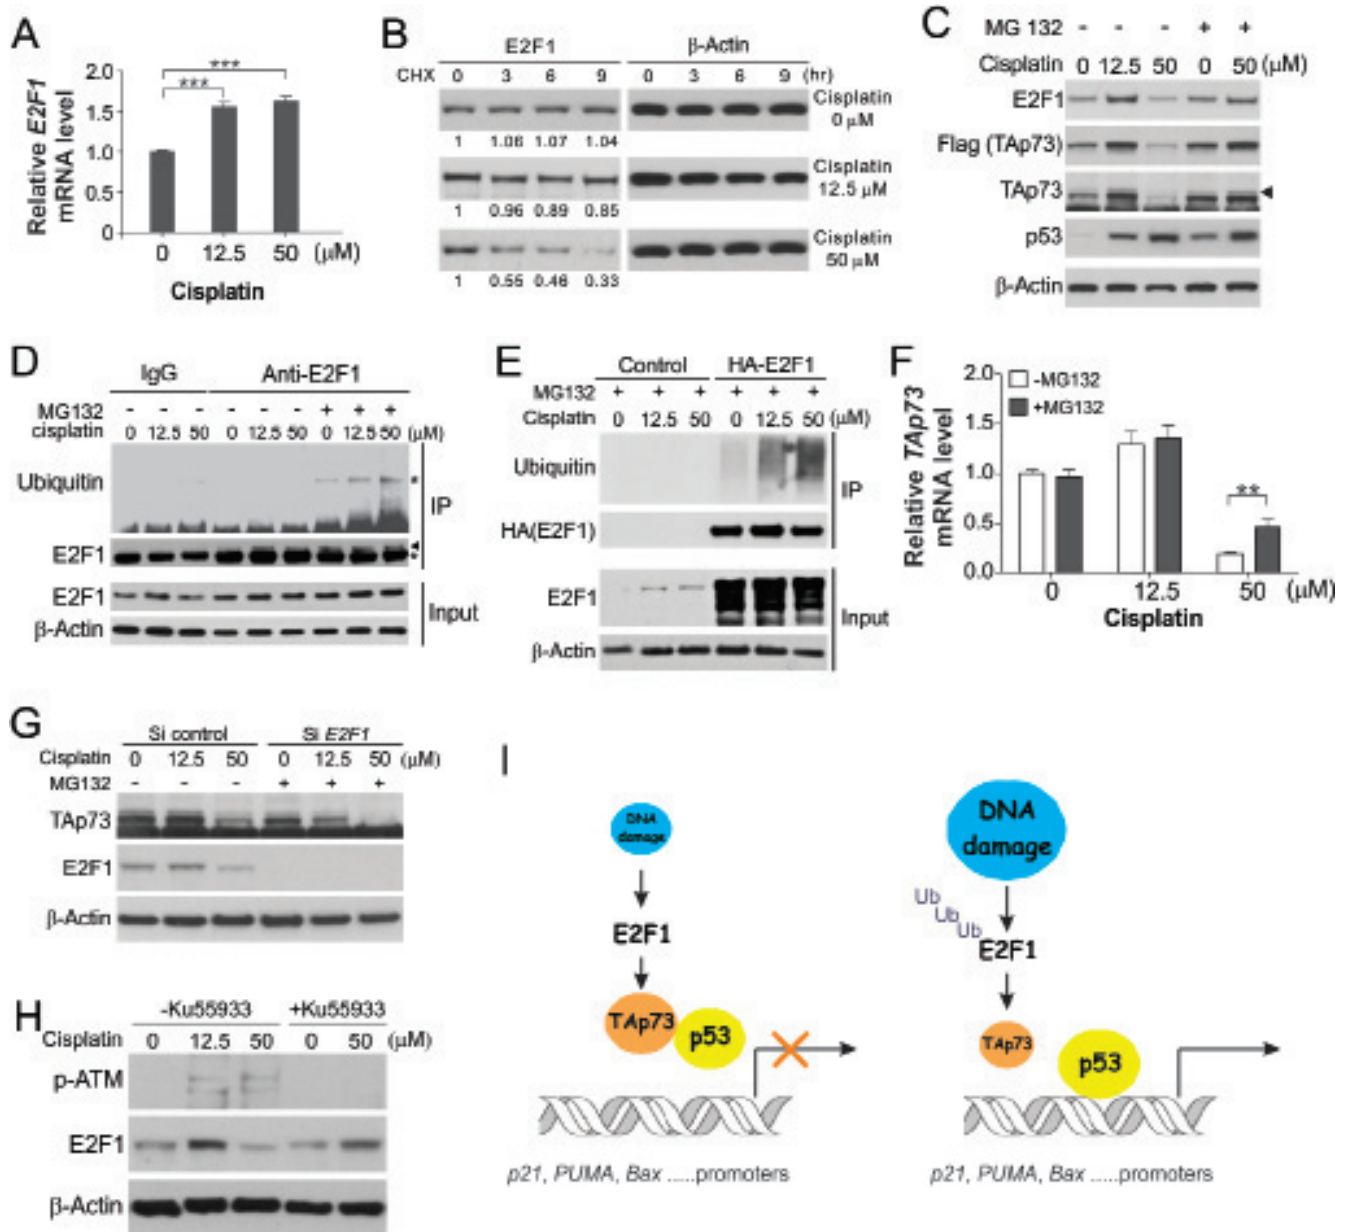 A
Relative E2F1
mRNA level
2.0
1.5
1.0
0.5
0
***
***
0 12.5 50 (μM)
Cisplatin
B
E2F1 β-Actin
CHX 0 3 6 9 0 3 6 9 (hr)
Cisplatin
0 μM
1 1.06 1.07 1.04
Cisplatin
12.5 μM
1 0.96 0.89 0.85
Cisplatin
50 μM
1 0.55 0.46 0.33
C
MG 132 - - - + +
Cisplatin 0 12.5 50 0 50 (μM)
E2F1
Flag (TAp73)
TAp73
p53
β-Actin
D
IgG Anti-E2F1
MG132 - - - - - - + + +
cisplatin 0 12.5 50 0 12.5 50 0 12.5 50 (μM)
Ubiquitin *
IP
E2F1 *
E2F1
Input
β-Actin
E
Control HA-E2F1
MG132 + + + + + +
Cisplatin 0 12.5 50 0 12.5 50 (μM)
Ubiquitin
IP
HA(E2F1)
E2F1
Input
β-Actin
F
Relative TAp73
mRNA level
2.0
1.5
1.0
0.5
0.0
-MG132
+MG132
**
0 12.5 50 (μM)
Cisplatin
G
Si control Si E2F1
Cisplatin 0 12.5 50 0 12.5 50 (μM)
MG132 - - - + + +
TAp73
E2F1
β-Actin
H
-Ku55933 +Ku55933
Cisplatin 0 12.5 50 0 50 (μM)
p-ATM
E2F1
β-Actin
I
DNA
damage
E2F1
TAp73
p53
p21, PUMA, Bax .....promoters
DNA
damage
Ub
Ub
Ub
E2F1
TAp73
p53
p21, PUMA, Bax .....promoters